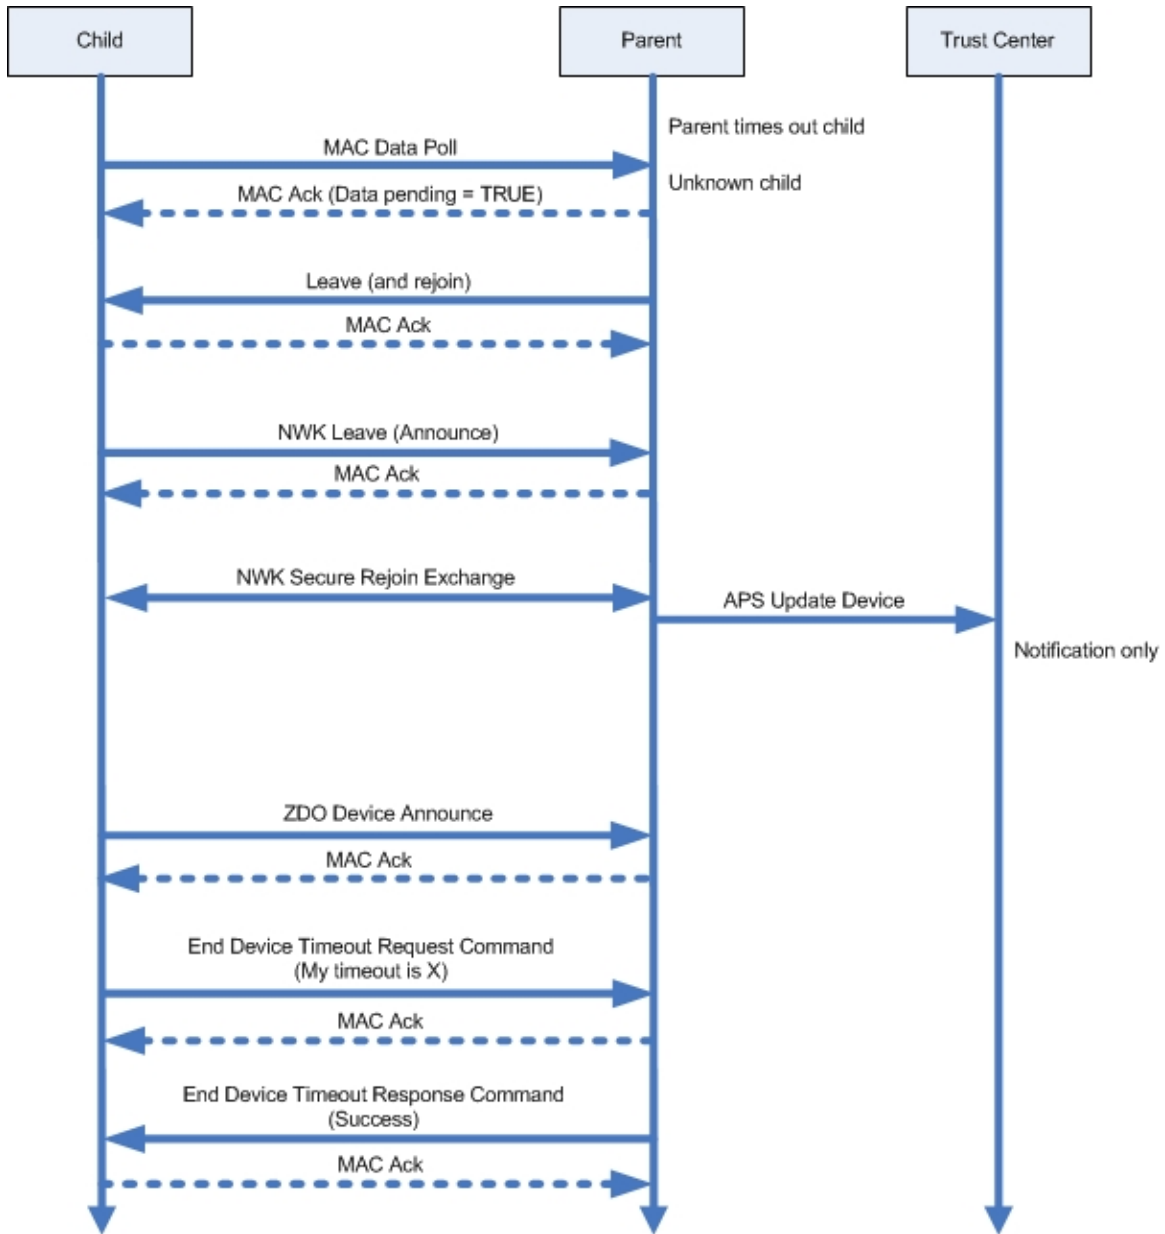 Child
Parent
Trust Center
Parent times out child
MAC Data Poll
Unknown child
MAC Ack (Data pending = TRUE)
Leave (and rejoin)
MAC Ack
NWK Leave (Announce)
MAC Ack
NWK Secure Rejoin Exchange
APS Update Device
Notification only
ZDO Device Announce
MAC Ack
End Device Timeout Request Command
(My timeout is X)
MAC Ack
End Device Timeout Response Command
(Success)
MAC Ack